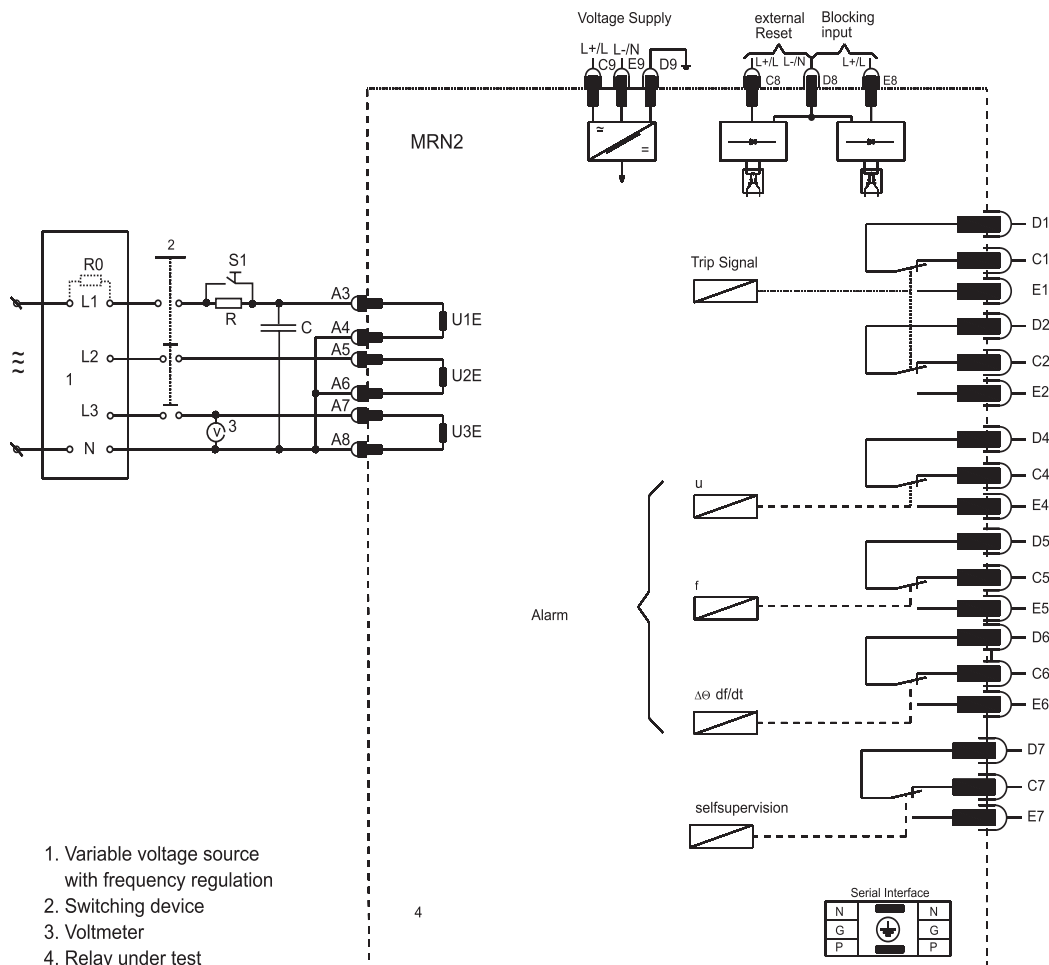 Voltage Supply
external
Reset
Blocking
input
L+/L L-/N
C9 E9 D9
L+/L L-/N L+/L
C8 D8 E8
MRN2
≂
=
D1
C1
E1
D2
C2
E2
Trip Signal
2
S1
R0
L1
R
C
A3
A4
U1E
L2
A5
A6
U2E
1
L3
A7
V 3
A8
U3E
N
≈
D4
C4
E4
u
D5
C5
E5
f
Alarm
D6
C6
E6
ΔΘ df/dt
D7
C7
E7
selfsupervision
1. Variable voltage source
with frequency regulation
2. Switching device
3. Voltmeter
4. Relay under test
4
Serial Interface
N N
G G
P P